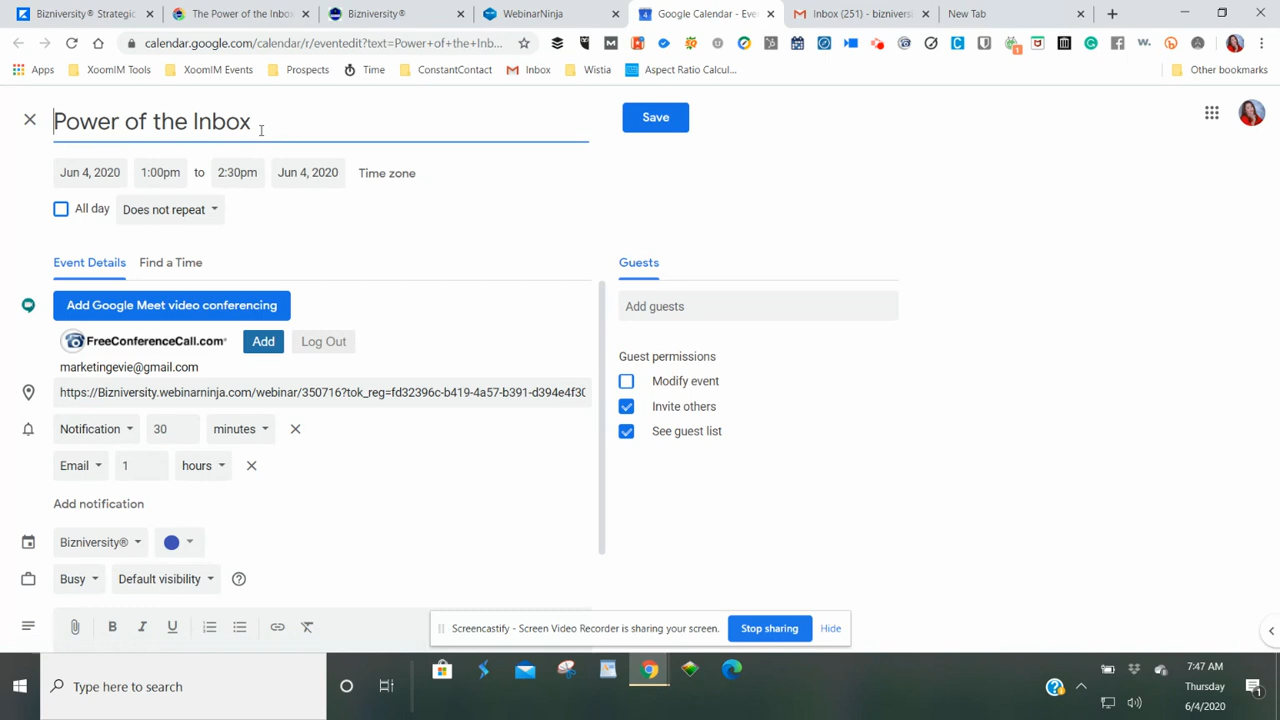 Bizniversity® Strategic
The Power of the Inbox
Bizniversity®
WebinarNinja
Google Calendar - Eve
Inbox (251) - biznivers
New Tab
calendar.google.com/calendar/r/eventedit?text=Power+of+the+Inb...
Apps
XoomIM Tools
XoomIM Events
Prospects
Time
ConstantContact
Inbox
Wistia
Aspect Ratio Calcul...
Other bookmarks
Power of the Inbox
Save
Jun 4, 2020 1:00pm to 2:30pm Jun 4, 2020 Time zone
All day Does not repeat
Event Details Find a Time
Guests
Add Google Meet video conferencing
Add guests
FreeConferenceCall.com® Add Log Out
marketingevie@gmail.com
Guest permissions
Modify event
https://Bizniversity.webinarninja.com/webinar/350716?tok_reg=fd32396c-b419-4a57-b391-d394e4f30
Invite others
Notification 30 minutes
See guest list
Email 1 hours
Add notification
Bizniversity®
Busy Default visibility
B I U
Screencastify - Screen Video Recorder is sharing your screen. Stop sharing Hide
Type here to search
7:47 AM
Thursday
6/4/2020
1